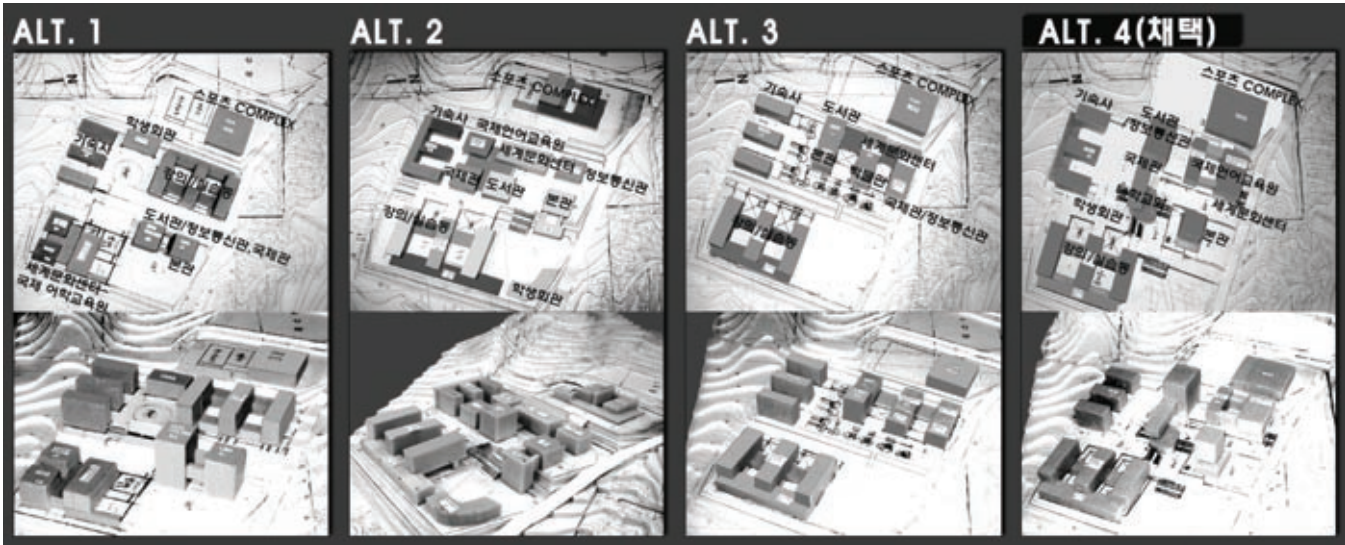 ALT. 1
스포츠 COMPLEX
학생회관
기숙사
강의/실습동
도서관/정보통신관,국제관
본관
세계문화센터
국제 어학교육원
ALT. 2
스포츠 COMPLEX
기숙사
국제언어교육원
세계문화센터
정보통신관
국제관
도서관
본관
강의/실습동
학생회관
ALT. 3
스포츠 COMPLEX
기숙사
도서관
세계문화센터
본관
박물관
국제관/정보통신관
강의/실습동
ALT. 4(채택)
스포츠 COMPLEX
기숙사
도서관
/정보통신관
국제관
국제언어교육원
세계문화센터
학생회관
본관
강의/실습동